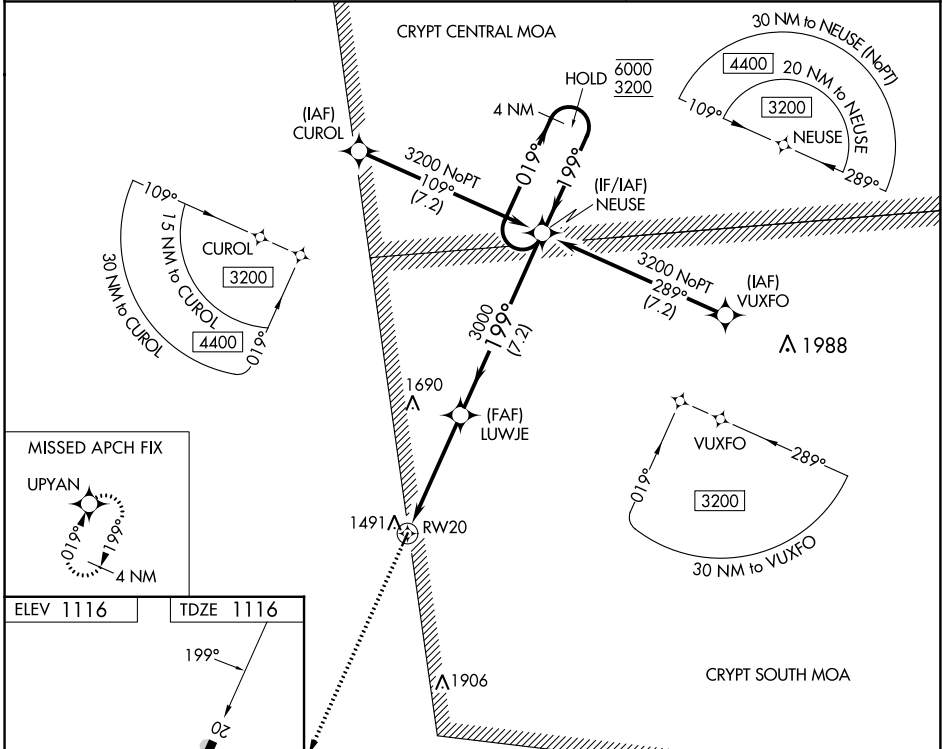 CRYPT CENTRAL MOA
30 NM to NEUSE (NoPT)
4400
20 NM to NEUSE
3200
109°
NEUSE
289°
HOLD
6000
3200
4 NM
019°
199°
(IAF)
CUROL
3200 NoPT
109°
(7.2)
(IF/IAF)
NEUSE
3200 NoPT
289°
(7.2)
(IAF)
VUXFO
1988
109°
CUROL
3200
15 NM to CUROL
30 NM to CUROL
4400
019°
3000
199°
(7.2)
1690
(FAF)
LUWJE
VUXFO
289°
019°
3200
30 NM to VUXFO
MISSED APCH FIX
UPYAN
019°
199°
4 NM
1491
RW20
ELEV 1116
TDZE 1116
199°
20
1906
CRYPT SOUTH MOA